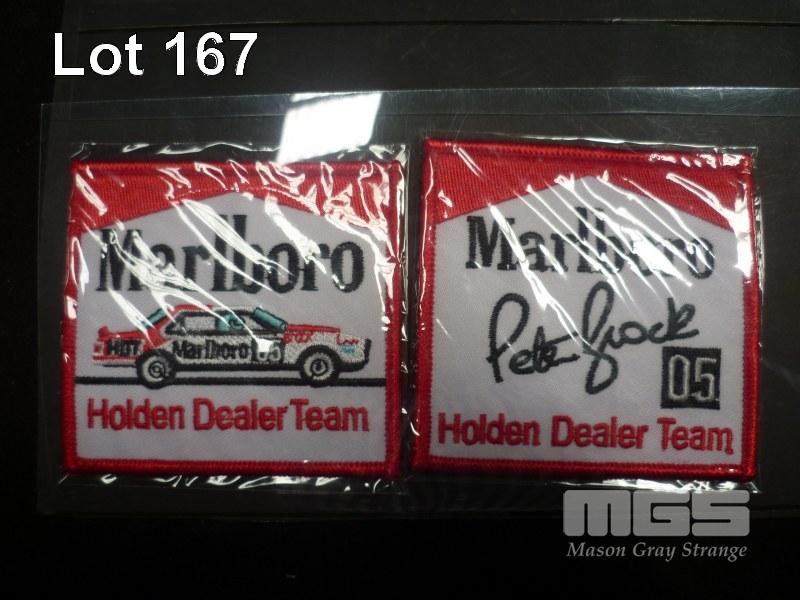 Lot 167
Marlboro
HDT Marlboro 05
Holden Dealer Team
Marlboro
Peter Brock
05
Holden Dealer Team
MGS
Mason Gray Strange